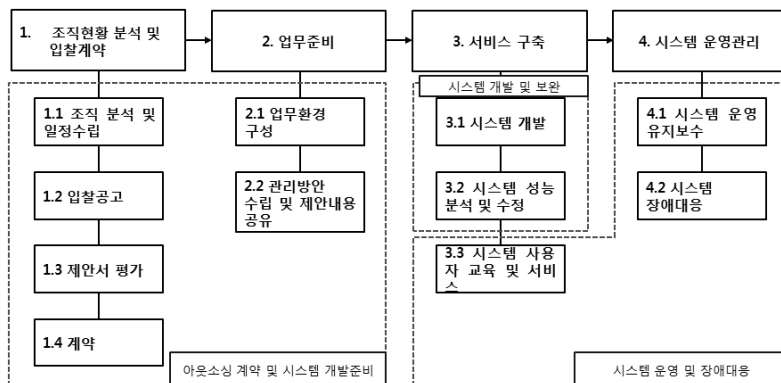 1. 조직현황 분석 및
입찰계약
2. 업무준비
3. 서비스 구축
4. 시스템 운영관리
시스템 개발 및 보완
1.1 조직 분석 및
일정수립
2.1 업무환경
구성
3.1 시스템 개발
4.1 시스템 운영
유지보수
1.2 입찰공고
2.2 관리방안
수립 및 제안내용
공유
3.2 시스템 성능
분석 및 수정
4.2 시스템
장애대응
1.3 제안서 평가
3.3 시스템 사용
자 교육 및 서비
스
1.4 계약
아웃소싱 계약 및 시스템 개발준비
시스템 운영 및 장애대응